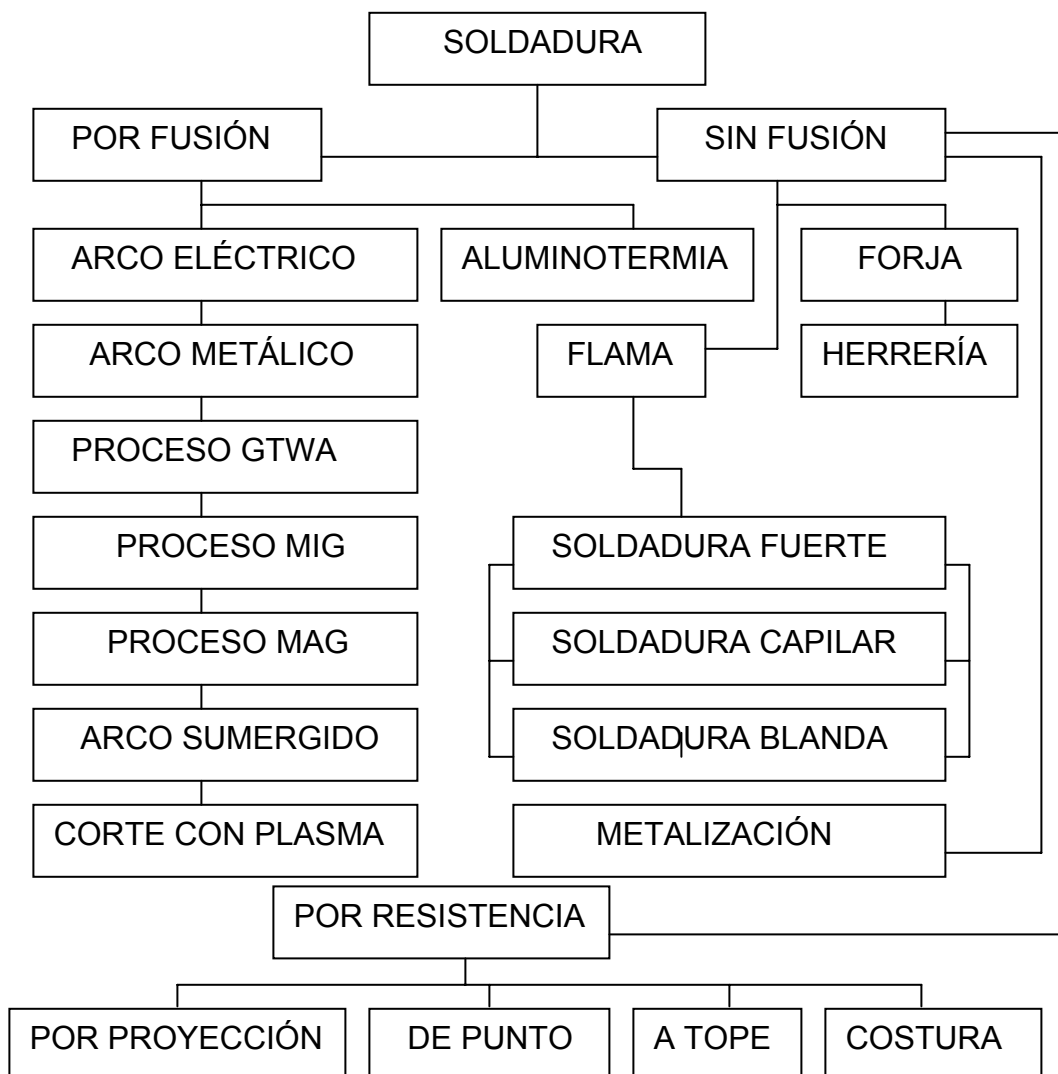 SOLDADURA
POR FUSIÓN
SIN FUSIÓN
ARCO ELÉCTRICO
ALUMINOTERMIA
FORJA
ARCO METÁLICO
FLAMA
HERRERÍA
PROCESO GTWA
PROCESO MIG
SOLDADURA FUERTE
PROCESO MAG
SOLDADURA CAPILAR
ARCO SUMERGIDO
SOLDADURA BLANDA
CORTE CON PLASMA
METALIZACIÓN
POR RESISTENCIA
POR PROYECCIÓN
DE PUNTO
A TOPE
COSTURA